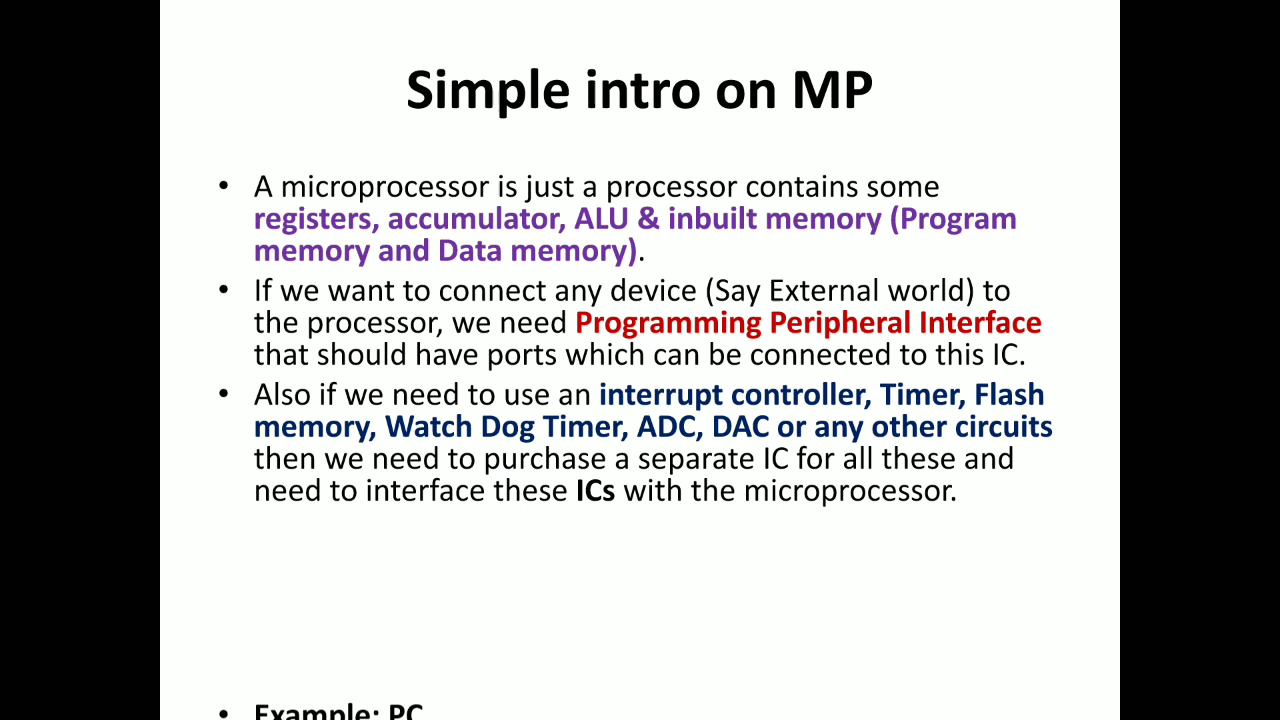 Simple intro on MP
• A microprocessor is just a processor contains some
registers, accumulator, ALU & inbuilt memory (Program
memory and Data memory).
• If we want to connect any device (Say External world) to
the processor, we need Programming Peripheral Interface
that should have ports which can be connected to this IC.
• Also if we need to use an interrupt controller, Timer, Flash
memory, Watch Dog Timer, ADC, DAC or any other circuits
then we need to purchase a separate IC for all these and
need to interface these ICs with the microprocessor.
• Example: PC